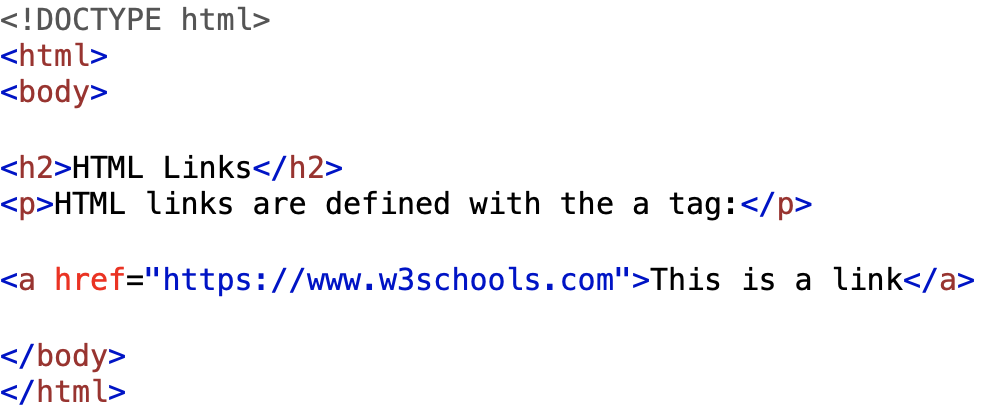 <!DOCTYPE html>
<html>
<body>
<h2>HTML Links</h2>
<p>HTML links are defined with the a tag:</p>
<a href="https://www.w3schools.com">This is a link</a>
</body>
</html>